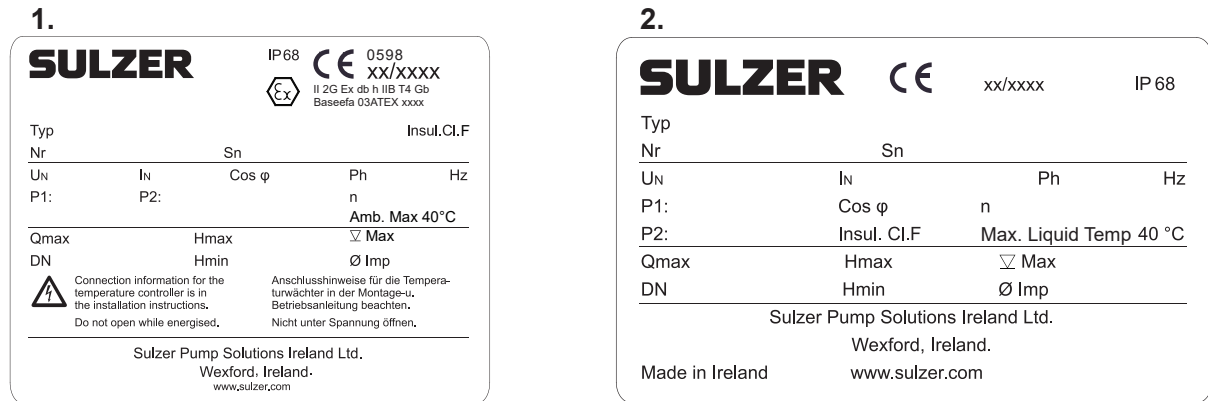 1.
SULZER IP68 CE 0598
xx/xxxx
Ex II 2G Ex db h IIB T4 Gb
Baseefa 03ATEX xxxx
Typ Insul.Cl.F
Nr Sn
UN IN Cos φ Ph Hz
P1: P2: n
Amb. Max 40°C
Qmax Hmax ▽ Max
DN Hmin Ø Imp
Connection information for the
temperature controller is in
the installation instructions.
Do not open while energised.
Anschlusshinweise für die Tempera-
turwächter in der Montage-u.
Betriebsanleitung beachten.
Nicht unter Spannung öffnen.
Sulzer Pump Solutions Ireland Ltd.
Wexford, Ireland.
www.sulzer.com
2.
SULZER CE xx/xxxx IP 68
Typ
Nr Sn
UN IN Ph Hz
P1: Cos φ n
P2: Insul. Cl.F Max. Liquid Temp 40 °C
Qmax Hmax ▽ Max
DN Hmin Ø Imp
Sulzer Pump Solutions Ireland Ltd.
Wexford, Ireland.
Made in Ireland www.sulzer.com